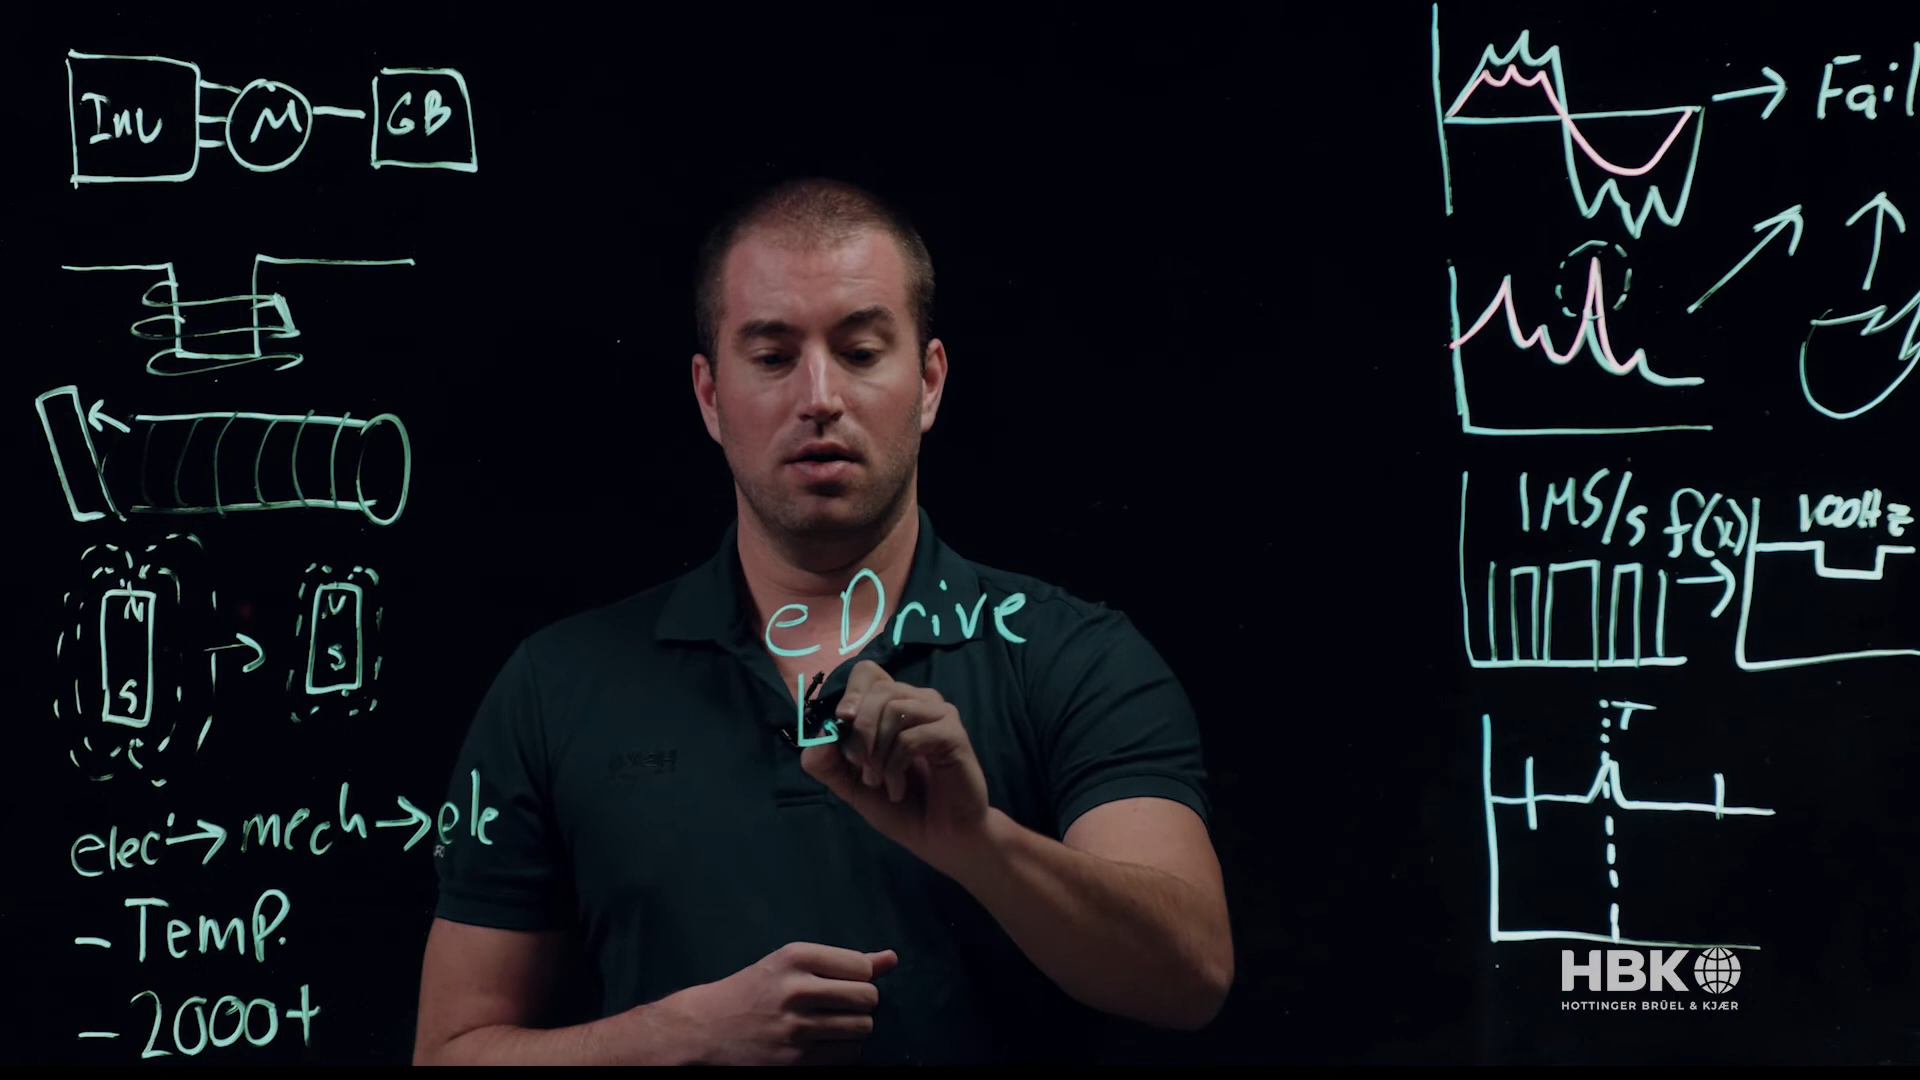 Inv M GB
N
S
N
S
elec → mech → ele
- Temp.
- 2000+
eDrive
Fail
1MS/s f(x) 100Hz
T
HBK
HOTTINGER BRÜEL & KJÆR